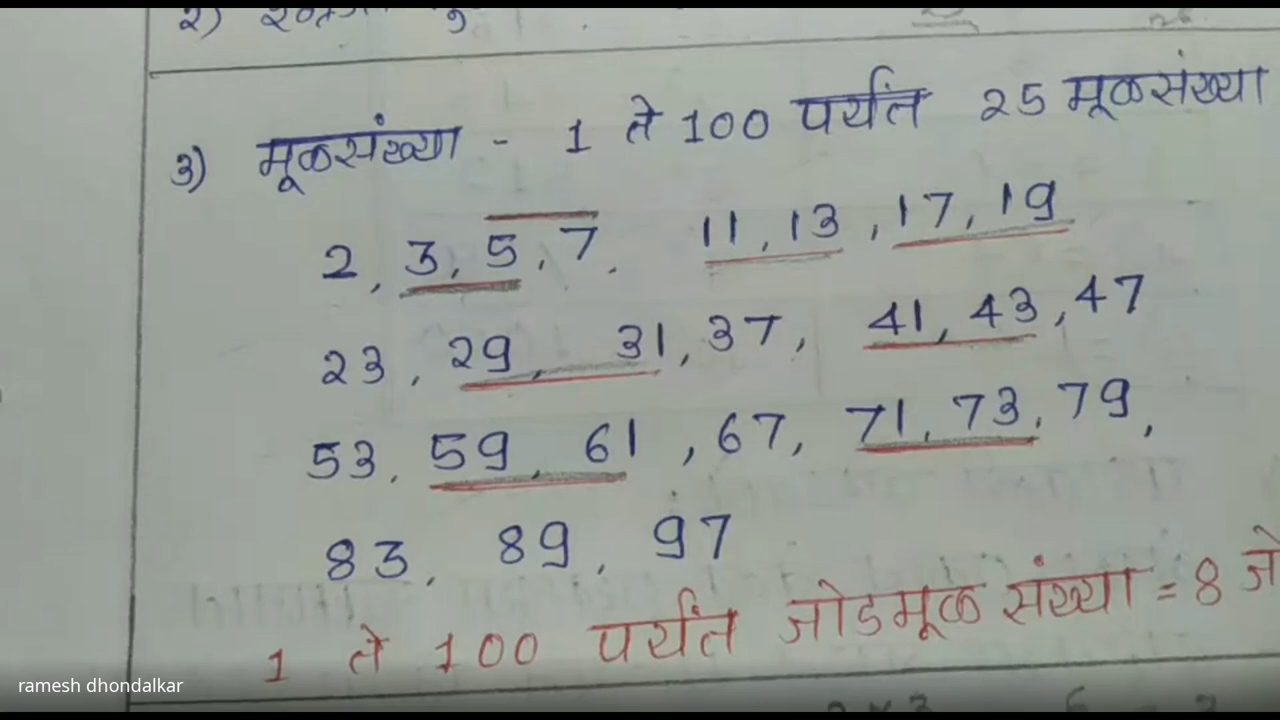 3) मूळसंख्या - 1 ते 100 पर्यंत 25 मूळसंख्या
2, 3, 5, 7, 11, 13, 17, 19
23, 29, 31, 37, 41, 43, 47
53, 59, 61, 67, 71, 73, 79,
83, 89, 97
1 ते 100 पर्यंत जोडमूळ संख्या = 8
ramesh dhondalkar